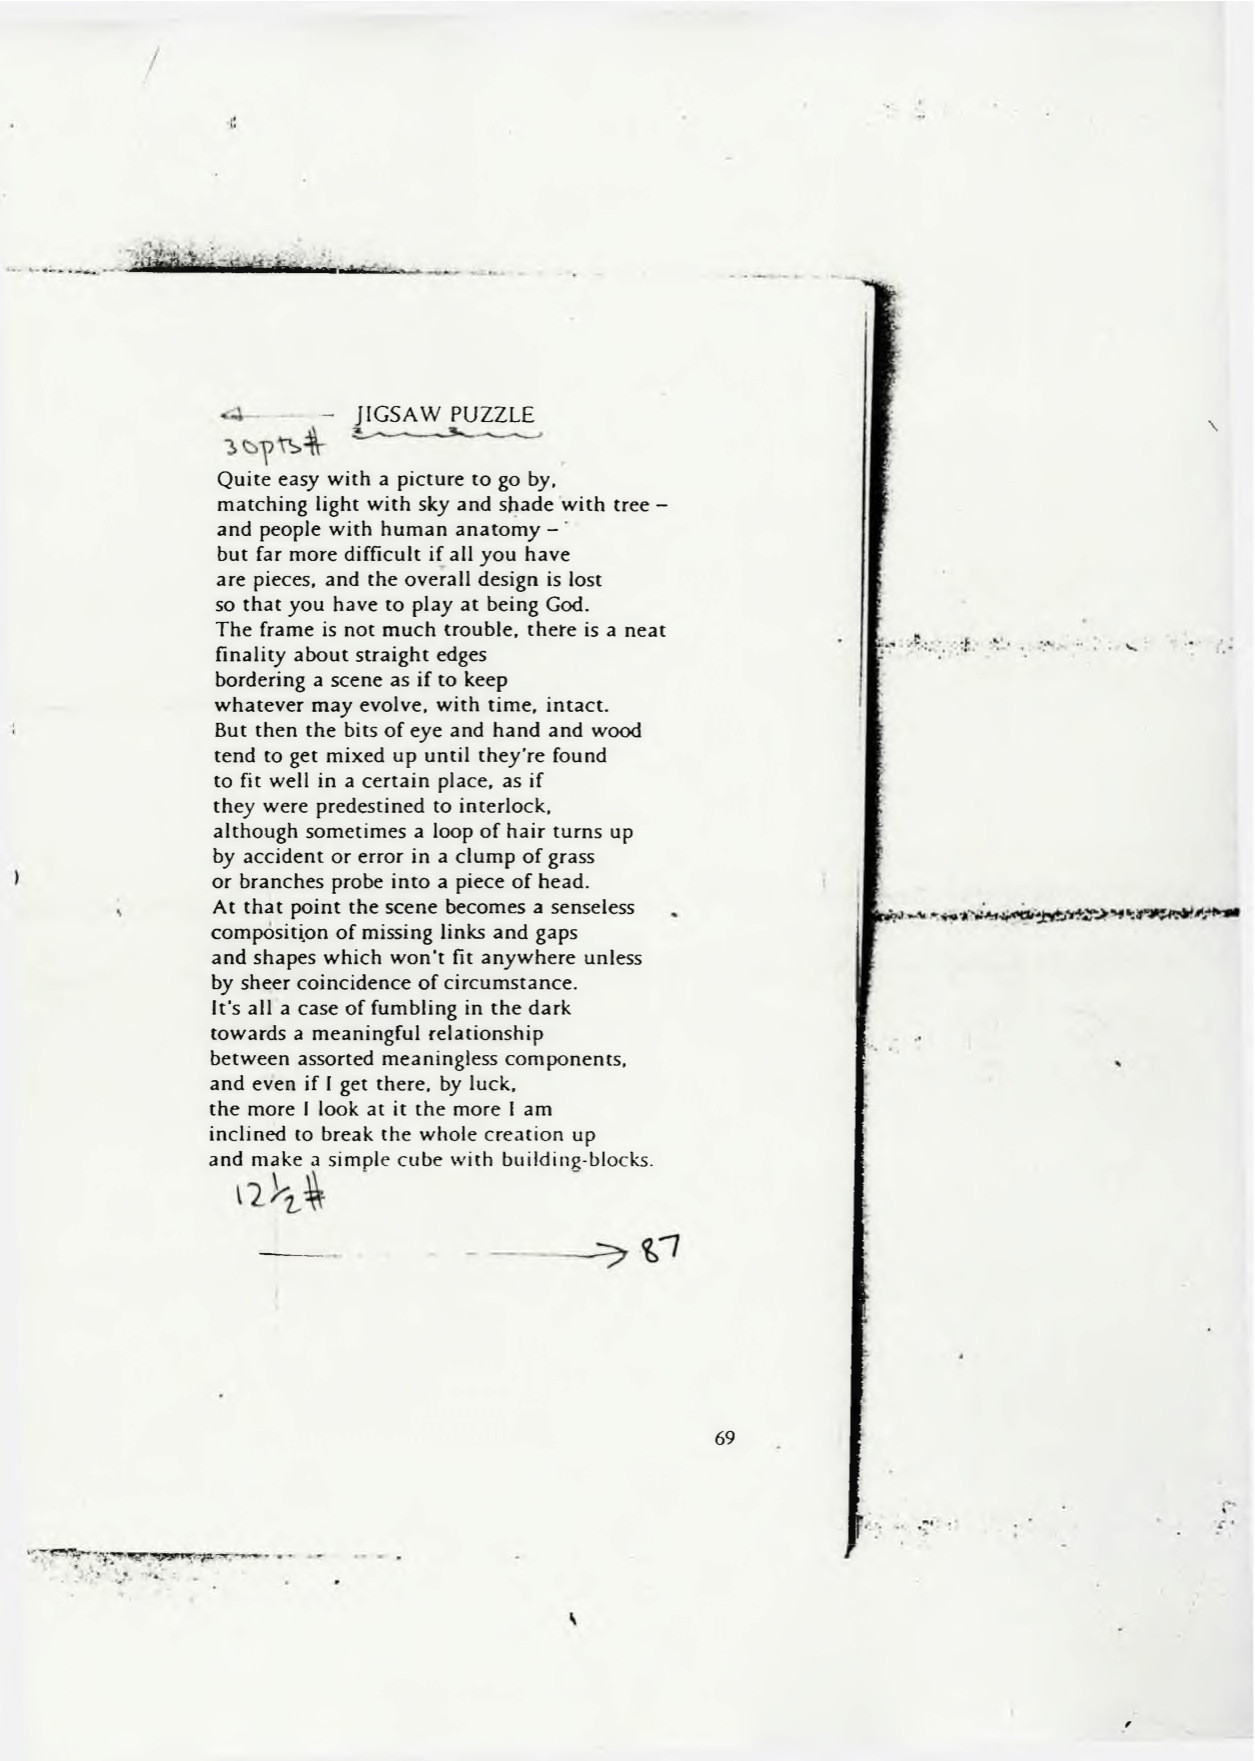 JIGSAW PUZZLE
30pts#
Quite easy with a picture to go by,
matching light with sky and shade with tree –
and people with human anatomy –
but far more difficult if all you have
are pieces, and the overall design is lost
so that you have to play at being God.
The frame is not much trouble, there is a neat
finality about straight edges
bordering a scene as if to keep
whatever may evolve, with time, intact.
But then the bits of eye and hand and wood
tend to get mixed up until they're found
to fit well in a certain place, as if
they were predestined to interlock,
although sometimes a loop of hair turns up
by accident or error in a clump of grass
or branches probe into a piece of head.
At that point the scene becomes a senseless
composition of missing links and gaps
and shapes which won't fit anywhere unless
by sheer coincidence of circumstance.
It's all a case of fumbling in the dark
towards a meaningful relationship
between assorted meaningless components,
and even if I get there, by luck,
the more I look at it the more I am
inclined to break the whole creation up
and make a simple cube with building-blocks.
12½#
87
69